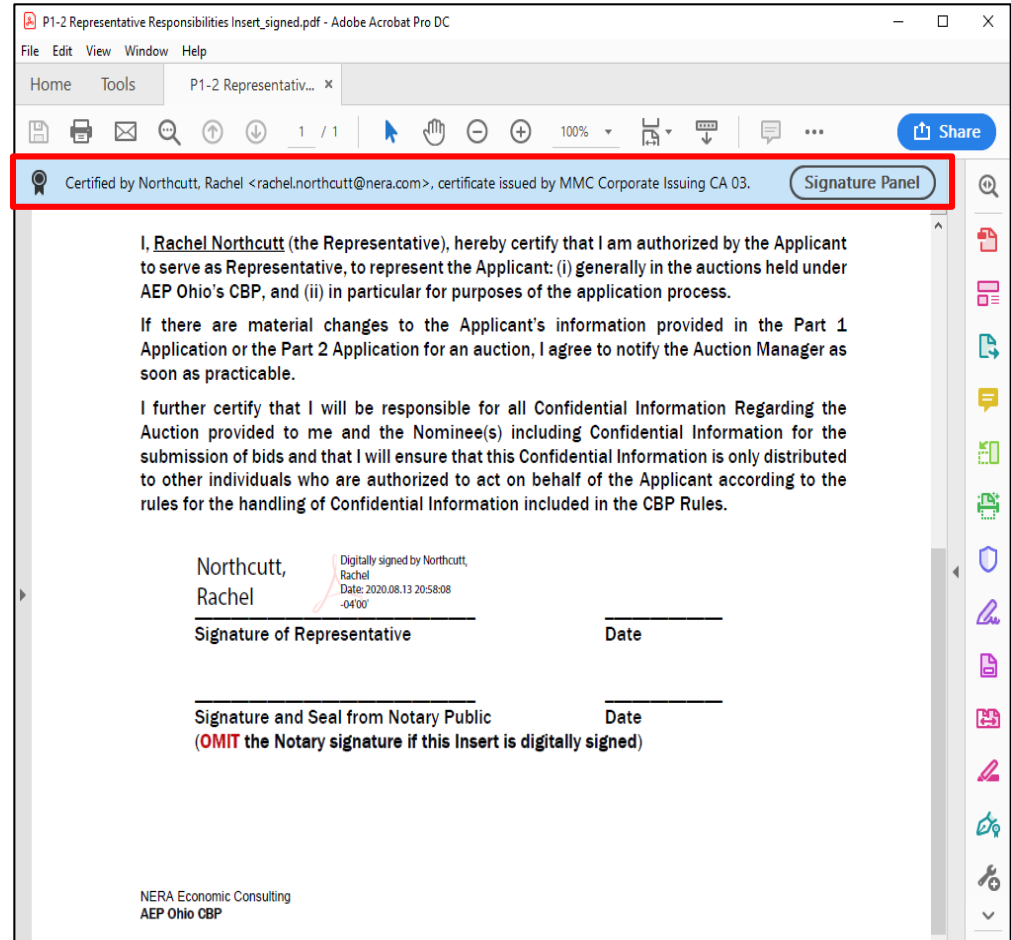 P1-2 Representative Responsibilities Insert_signed.pdf - Adobe Acrobat Pro DC
File Edit View Window Help
Home Tools P1-2 Representativ... ×
1 / 1 100% Share
Certified by Northcutt, Rachel <rachel.northcutt@nera.com>, certificate issued by MMC Corporate Issuing CA 03. Signature Panel
I, Rachel Northcutt (the Representative), hereby certify that I am authorized by the Applicant
to serve as Representative, to represent the Applicant: (i) generally in the auctions held under
AEP Ohio's CBP, and (ii) in particular for purposes of the application process.
If there are material changes to the Applicant's information provided in the Part 1
Application or the Part 2 Application for an auction, I agree to notify the Auction Manager as
soon as practicable.
I further certify that I will be responsible for all Confidential Information Regarding the
Auction provided to me and the Nominee(s) including Confidential Information for the
submission of bids and that I will ensure that this Confidential Information is only distributed
to other individuals who are authorized to act on behalf of the Applicant according to the
rules for the handling of Confidential Information included in the CBP Rules.
Northcutt,
Rachel
Digitally signed by Northcutt,
Rachel
Date: 2020.08.13 20:58:08
-04'00'
Signature of Representative Date
Signature and Seal from Notary Public Date
(OMIT the Notary signature if this Insert is digitally signed)
NERA Economic Consulting
AEP Ohio CBP